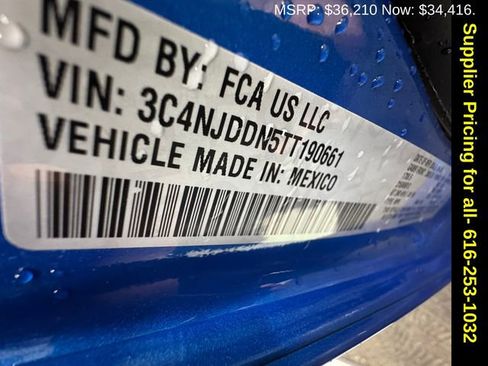 MSRP: $36,210 Now: $34,416.
MFD BY: FCA US LLC
VIN: 3C4NJDDN5TT190661
VEHICLE MADE IN: MEXICO
Supplier Pricing for all- 616-253-1032